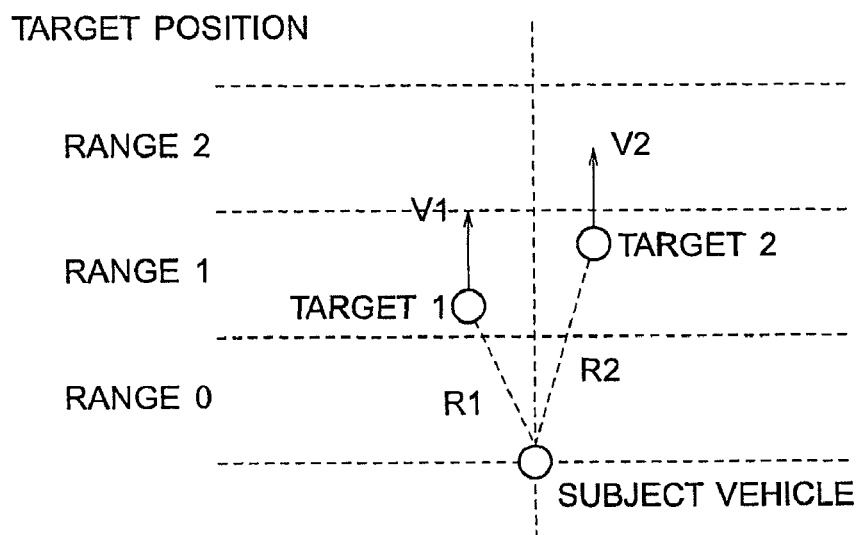 TARGET POSITION
RANGE 2
V2
V1
TARGET 2
RANGE 1
TARGET 1
R2
RANGE 0
R1
SUBJECT VEHICLE